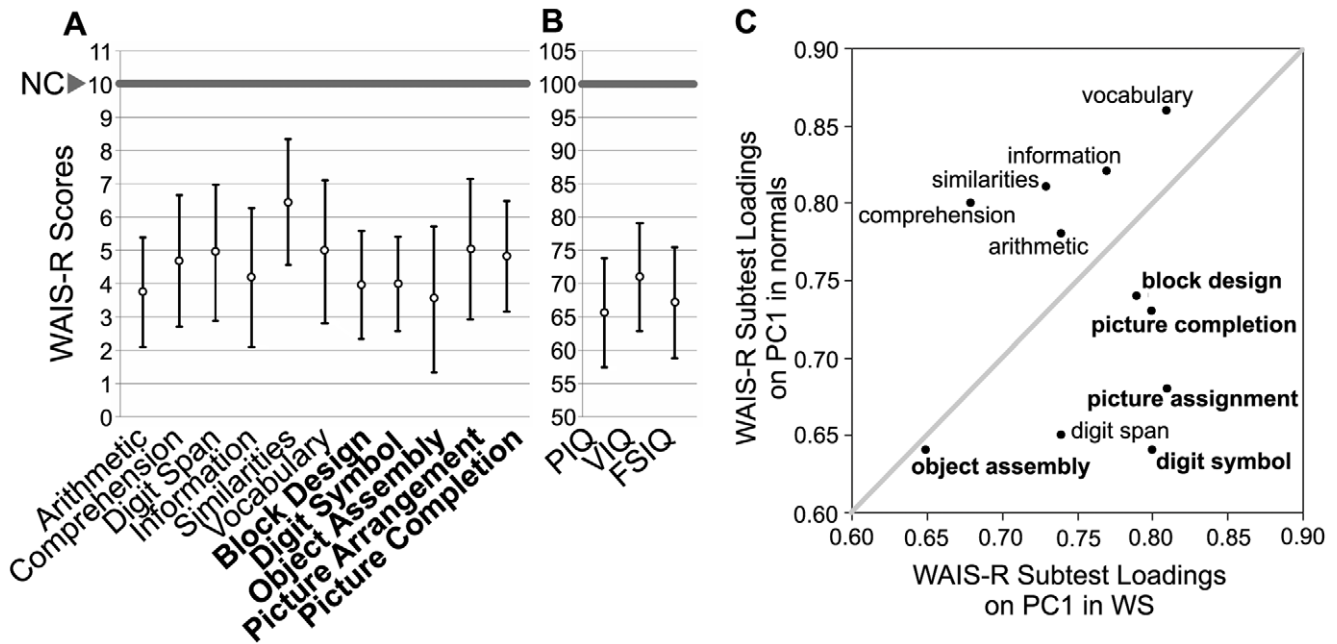 A
NC
WAIS-R Scores
11
10
9
8
7
6
5
4
3
2
1
0
Arithmetic
Comprehension
Digit Span
Information
Similarities
Vocabulary
Block Design
Digit Symbol
Object Assembly
Picture Arrangement
Picture Completion
B
105
100
95
90
85
80
75
70
65
60
55
50
PIQ
VIQ
FSIQ
C
WAIS-R Subtest Loadings
on PC1 in normals
0.90
0.85
0.80
0.75
0.70
0.65
0.60
vocabulary
information
similarities
comprehension
arithmetic
block design
picture completion
picture assignment
digit span
object assembly
digit symbol
0.60
0.65
0.70
0.75
0.80
0.85
0.90
WAIS-R Subtest Loadings
on PC1 in WS